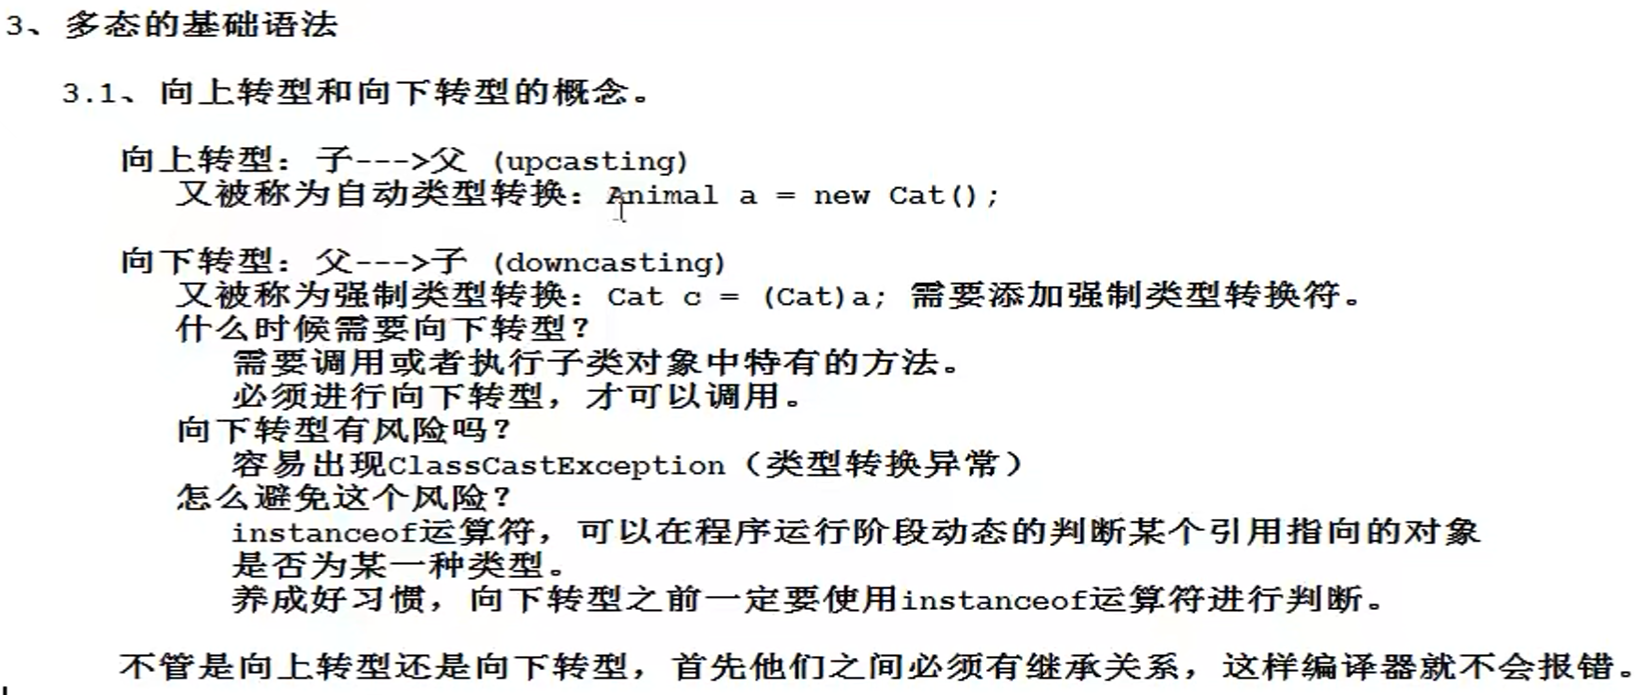 3、多态的基础语法
3.1、向上转型和向下转型的概念。
向上转型：子--->父 (upcasting)
又被称为自动类型转换：Animal a = new Cat();
向下转型：父--->子 (downcasting)
又被称为强制类型转换：Cat c = (Cat)a; 需要添加强制类型转换符。
什么时候需要向下转型？
需要调用或者执行子类对象中特有的方法。
必须进行向下转型，才可以调用。
向下转型有风险吗？
容易出现ClassCastException（类型转换异常）
怎么避免这个风险？
instanceof运算符，可以在程序运行阶段动态的判断某个引用指向的对象
是否为某一种类型。
养成好习惯，向下转型之前一定要使用instanceof运算符进行判断。
不管是向上转型还是向下转型，首先他们之间必须有继承关系，这样编译器就不会报错。